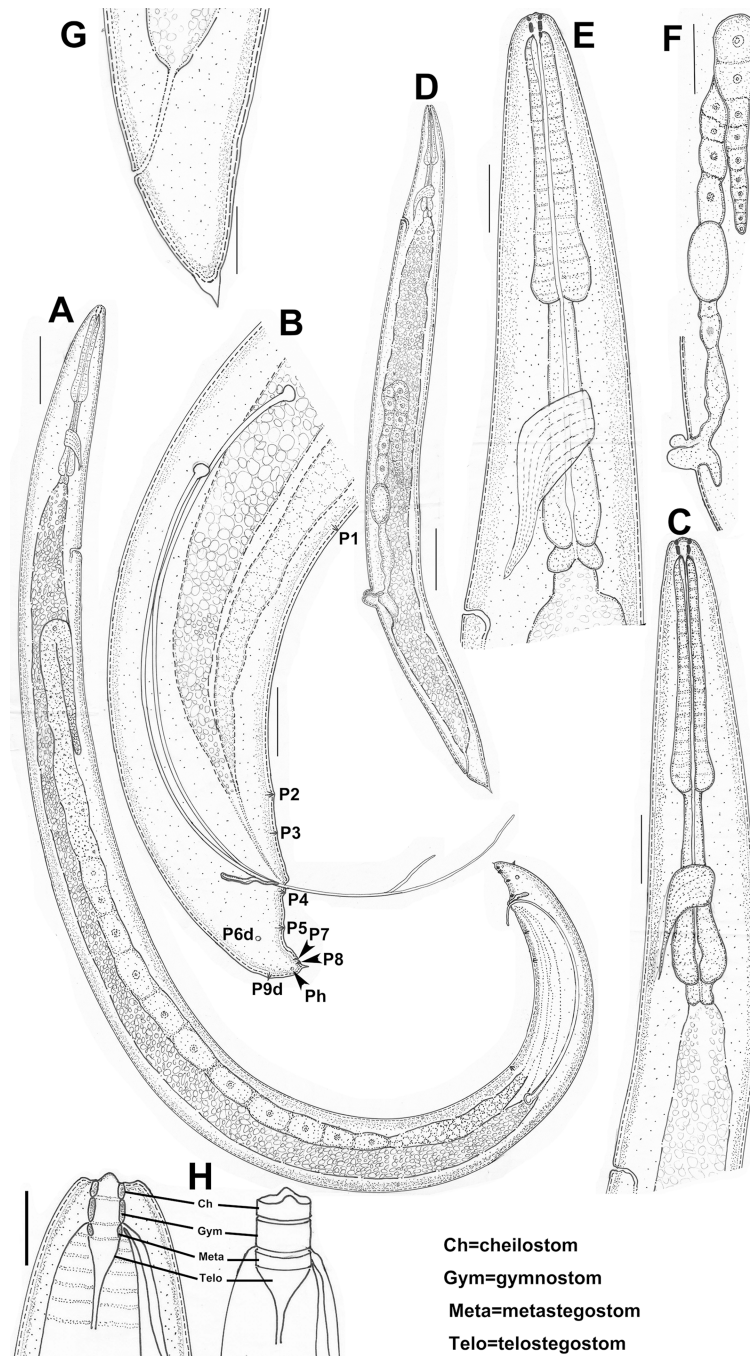 G
E
F
D
A
B
P1
C
P2
P3
P4
P5
P6d
P7
P8
P9d
Ph
H
Ch
Gym
Meta
Telo
Ch=cheilostom
Gym=gymnostom
Meta=metastegostom
Telo=telostegostom